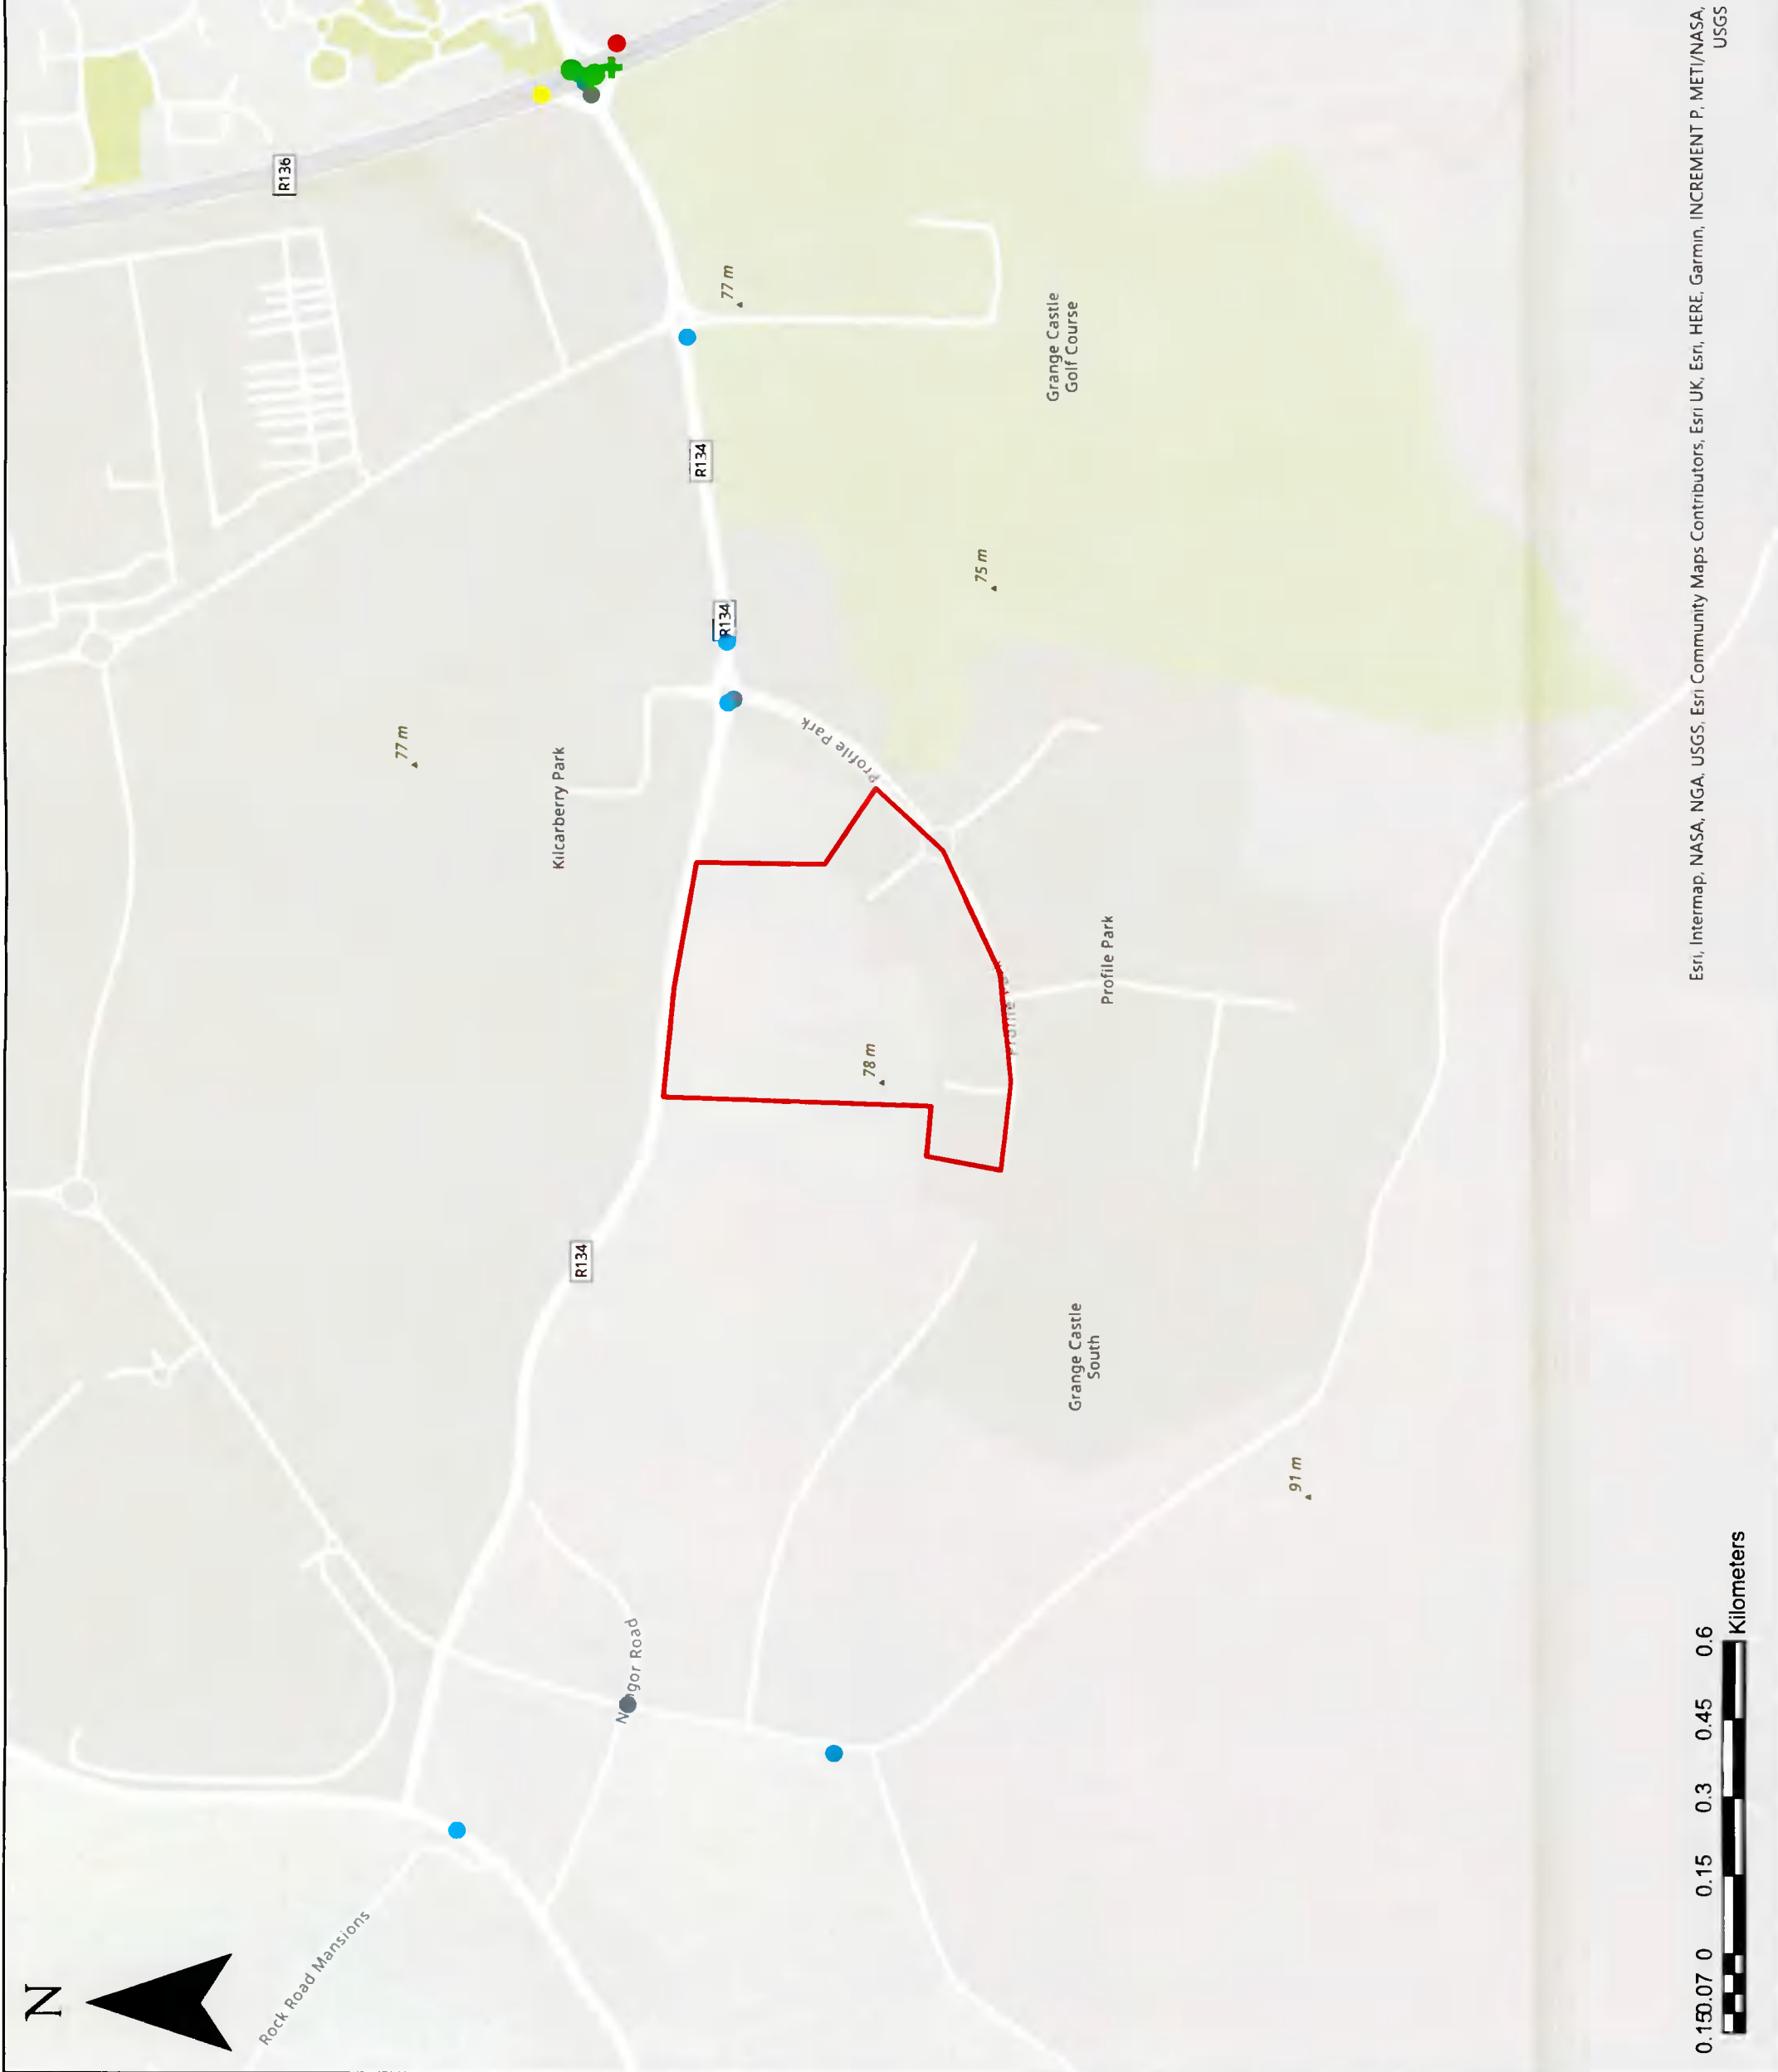 N
R136
77 m
R134
Grange Castle
Golf Course
75 m
R134
77 m
Kilcarberry Park
Profile Park
Profile Park
78 m
R134
Grange Castle
South
91 m
Road
Rock Road Mansions
0.150.07 0 0.15 0.3 0.45 0.6
Kilometers
Esri, Intermap, NASA, NGA, USGS, Esri Community Maps Contributors, Esri UK, Esri, HERE, Garmin, INCREMENT P, METI/NASA,
USGS